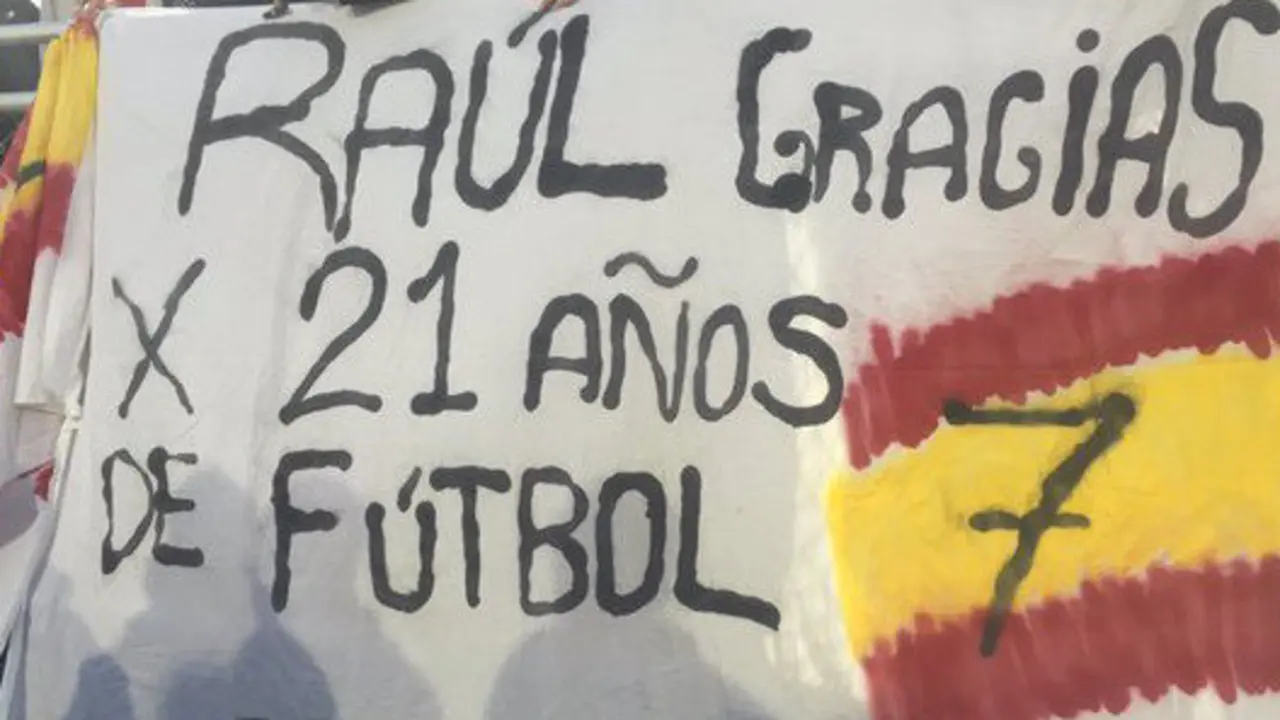 RAÚL GRACIAS
X 21 AÑOS
DE FÚTBOL
7